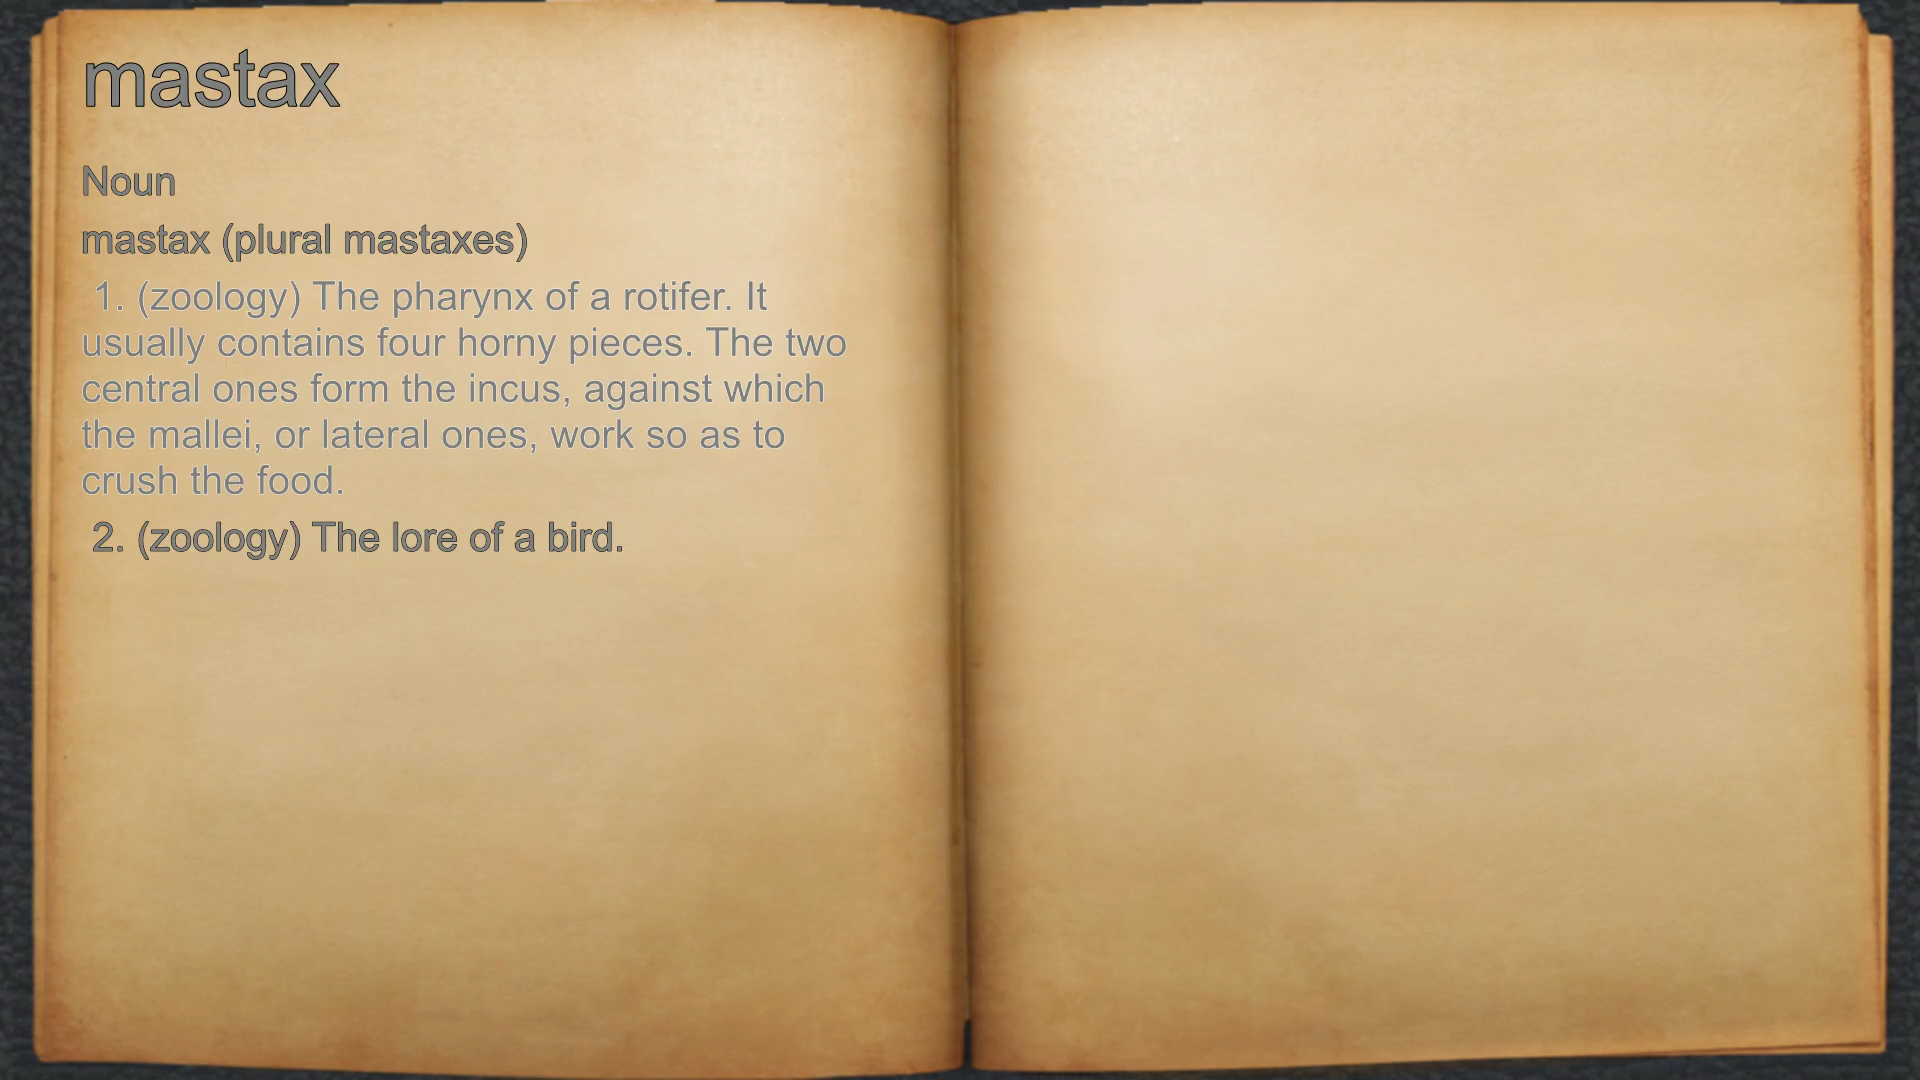 mastax
Noun
mastax (plural mastaxes)
1. (zoology) The pharynx of a rotifer. It
usually contains four horny pieces. The two
central ones form the incus, against which
the mallei, or lateral ones, work so as to
crush the food.
2. (zoology) The lore of a bird.